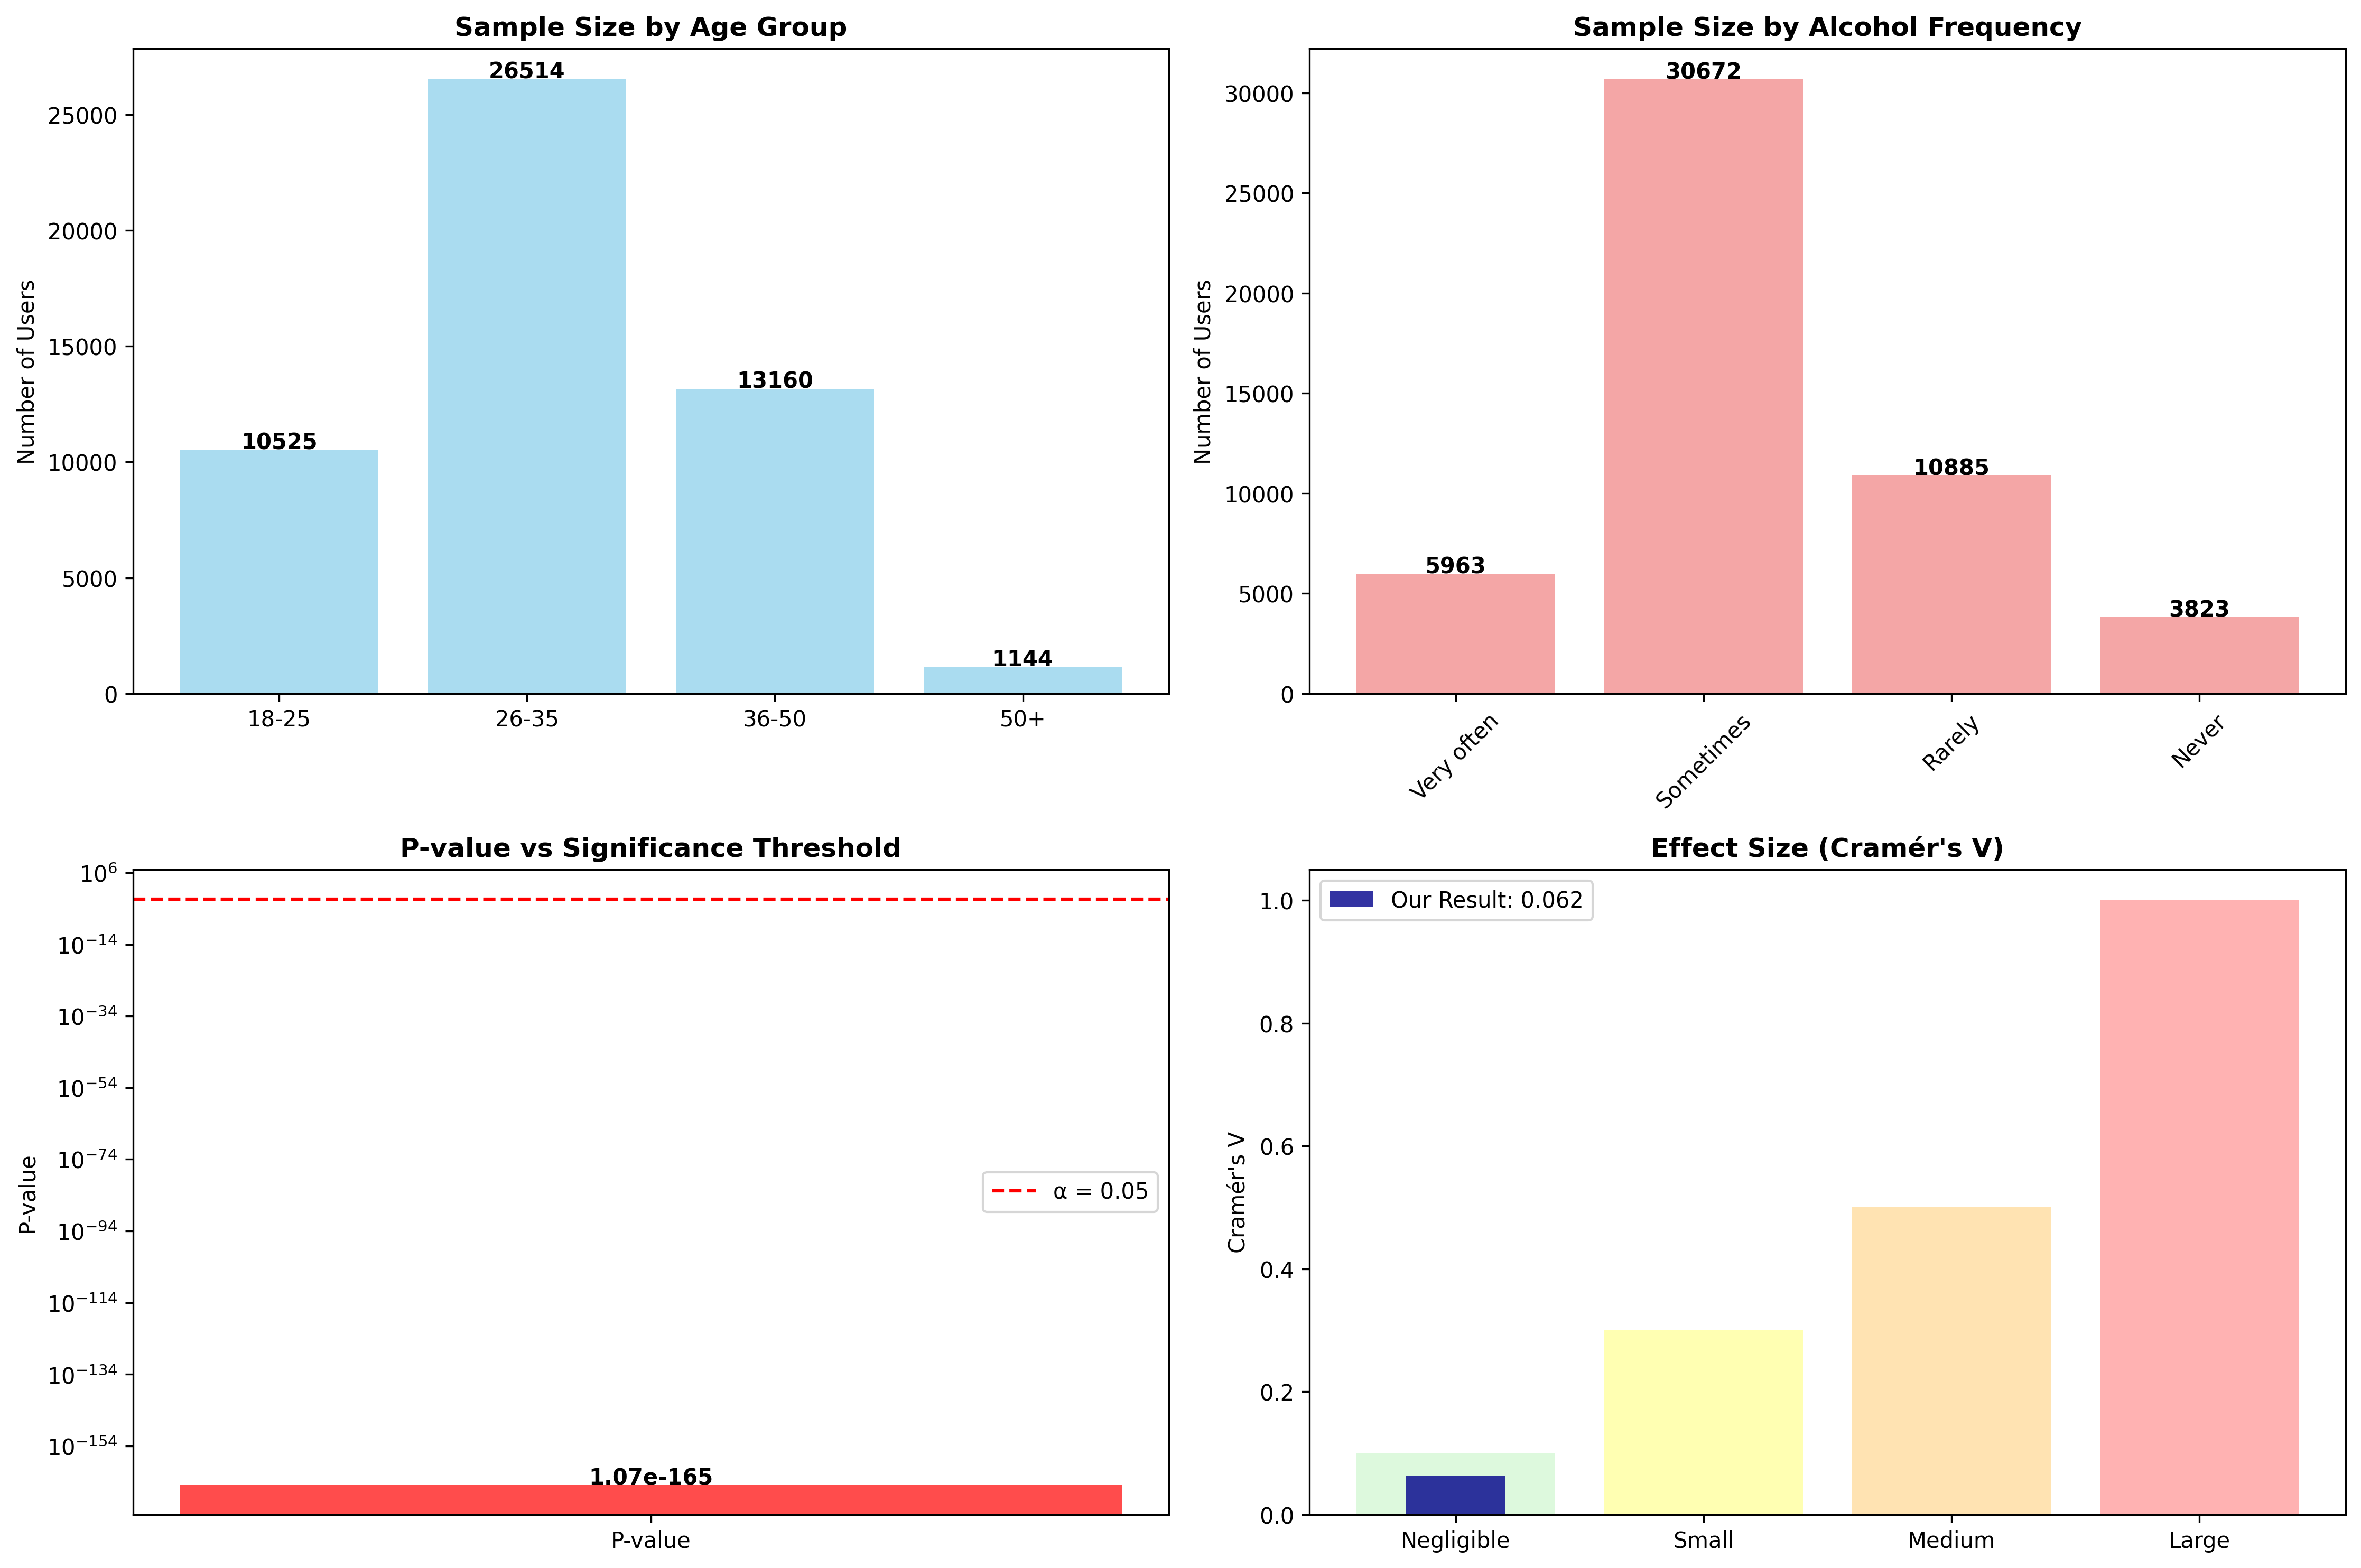 Sample Size by Age Group
Number of Users
25000
20000
15000
10000
5000
0
26514
13160
10525
1144
18-25
26-35
36-50
50+
Sample Size by Alcohol Frequency
Number of Users
30000
25000
20000
15000
10000
5000
0
30672
10885
5963
3823
Very often
Sometimes
Rarely
Never
P-value vs Significance Threshold
P-value
10⁶
10⁻¹⁴
10⁻³⁴
10⁻⁵⁴
10⁻⁷⁴
10⁻⁹⁴
10⁻¹¹⁴
10⁻¹³⁴
10⁻¹⁵⁴
α = 0.05
1.07e-165
P-value
Effect Size (Cramér's V)
Cramér's V
Our Result: 0.062
1.0
0.8
0.6
0.4
0.2
0.0
Negligible
Small
Medium
Large